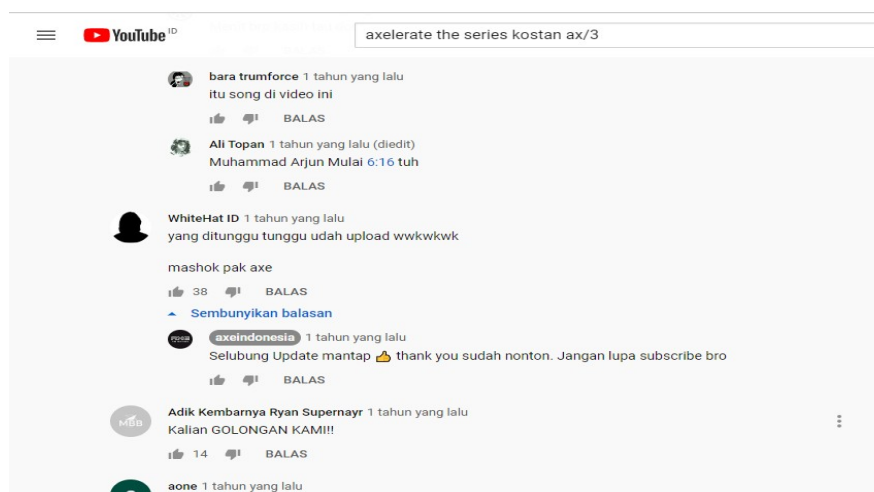 YouTube ID
axelerate the series kostan ax/3
bara trumforce 1 tahun yang lalu
itu song di video ini
BALAS
Ali Topan 1 tahun yang lalu (diedit)
Muhammad Arjun Mulai 6:16 tuh
BALAS
WhiteHat ID 1 tahun yang lalu
yang ditunggu tunggu udah upload wwkwkwk
mashok pak axe
38 BALAS
Sembunyikan balasan
axeindonesia 1 tahun yang lalu
Selubung Update mantap 👍 thank you sudah nonton. Jangan lupa subscribe bro
BALAS
MBB
Adik Kembarnya Ryan Supernayr 1 tahun yang lalu
Kalian GOLONGAN KAMI!!
14 BALAS
aone 1 tahun yang lalu